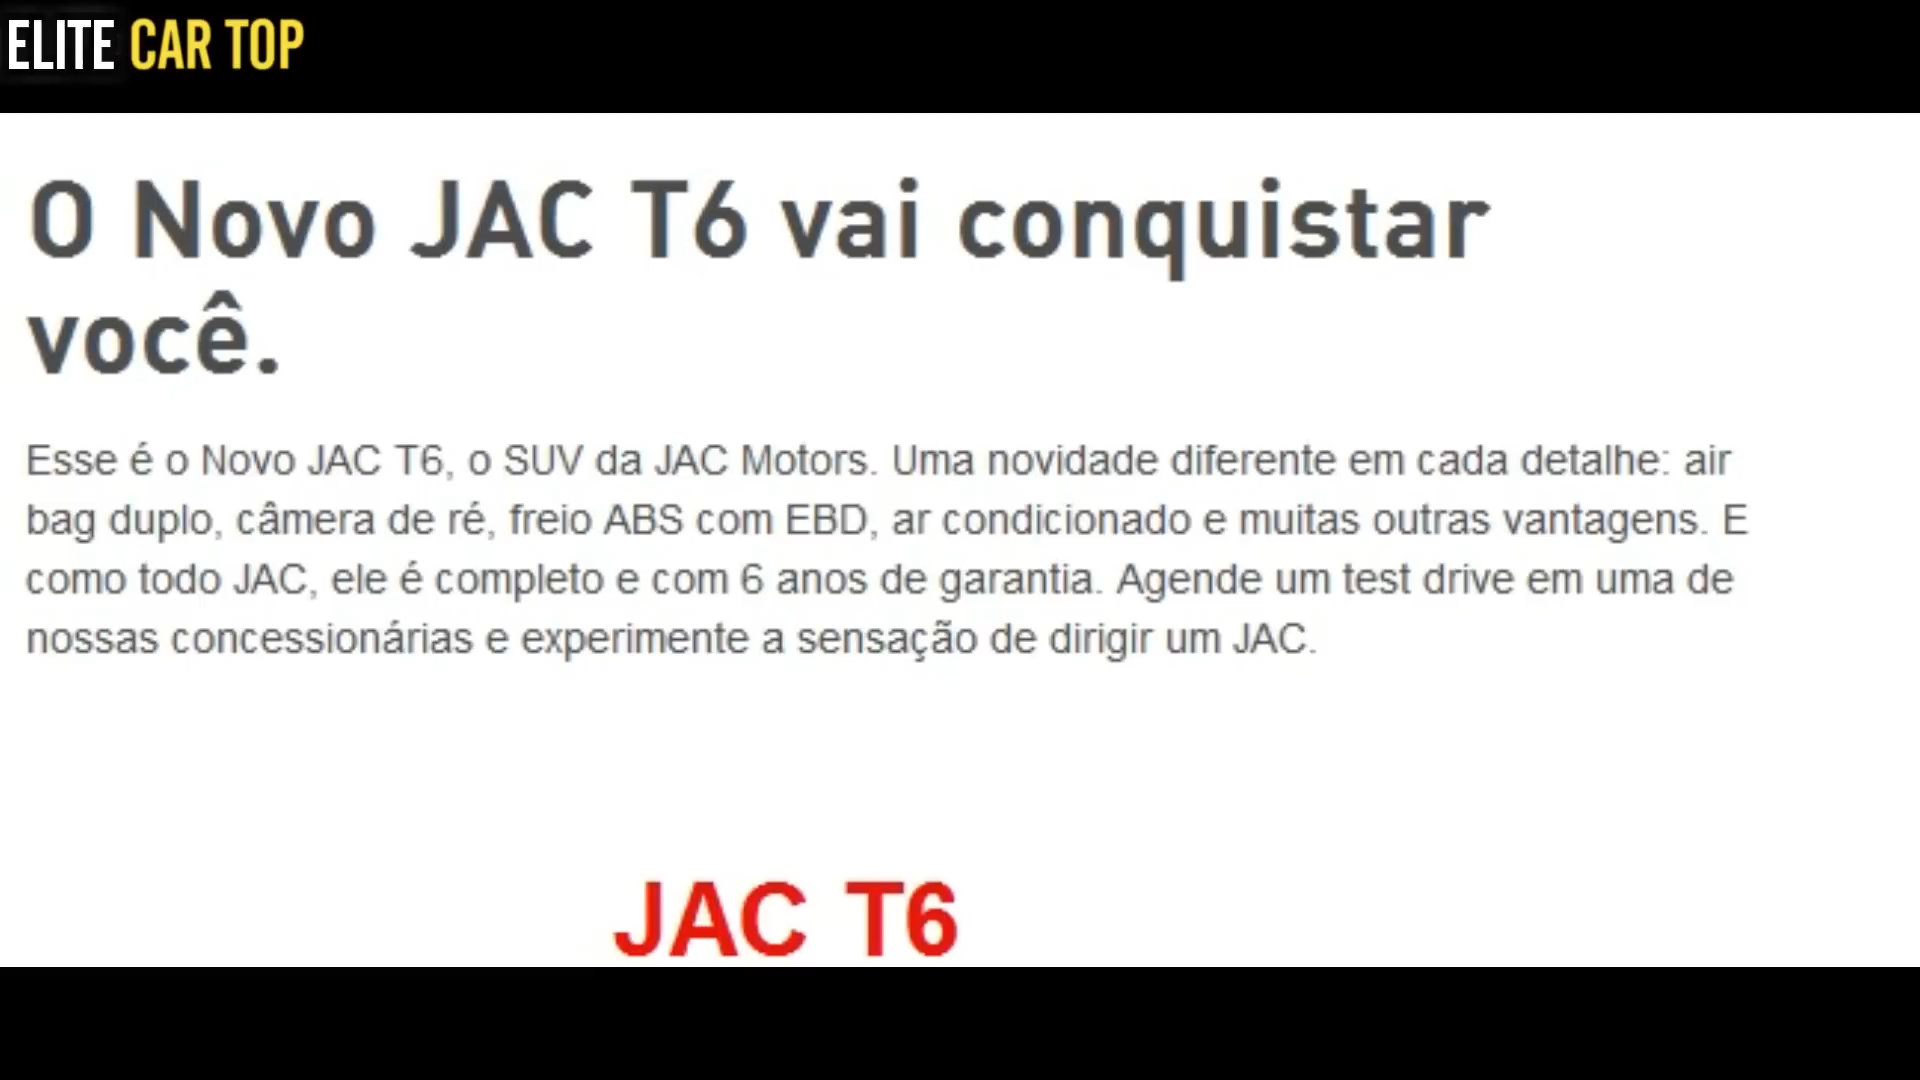 ELITE CAR TOP
O Novo JAC T6 vai conquistar
você.
Esse é o Novo JAC T6, o SUV da JAC Motors. Uma novidade diferente em cada detalhe: air
bag duplo, câmera de ré, freio ABS com EBD, ar condicionado e muitas outras vantagens. E
como todo JAC, ele é completo e com 6 anos de garantia. Agende um test drive em uma de
nossas concessionárias e experimente a sensação de dirigir um JAC.
JAC T6